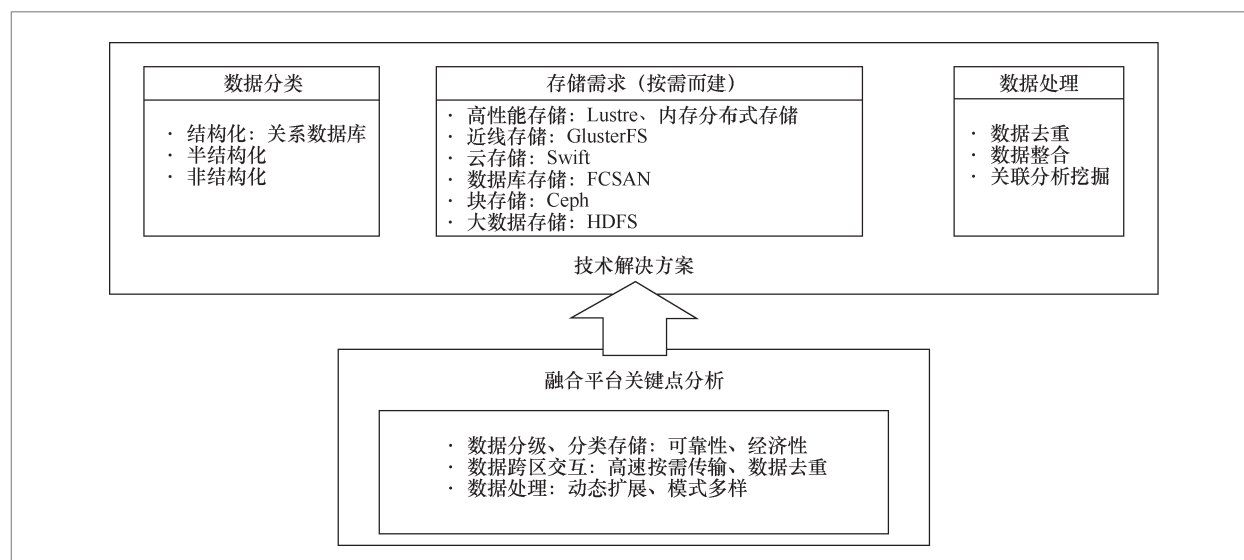 数据分类
· 结构化：关系数据库
· 半结构化
· 非结构化
存储需求（按需而建）
· 高性能存储：Lustre、内存分布式存储
· 近线存储：GlusterFS
· 云存储：Swift
· 数据库存储：FCSAN
· 块存储：Ceph
· 大数据存储：HDFS
数据处理
· 数据去重
· 数据整合
· 关联分析挖掘
技术解决方案
融合平台关键点分析
· 数据分级、分类存储：可靠性、经济性
· 数据跨区交互：高速按需传输、数据去重
· 数据处理：动态扩展、模式多样